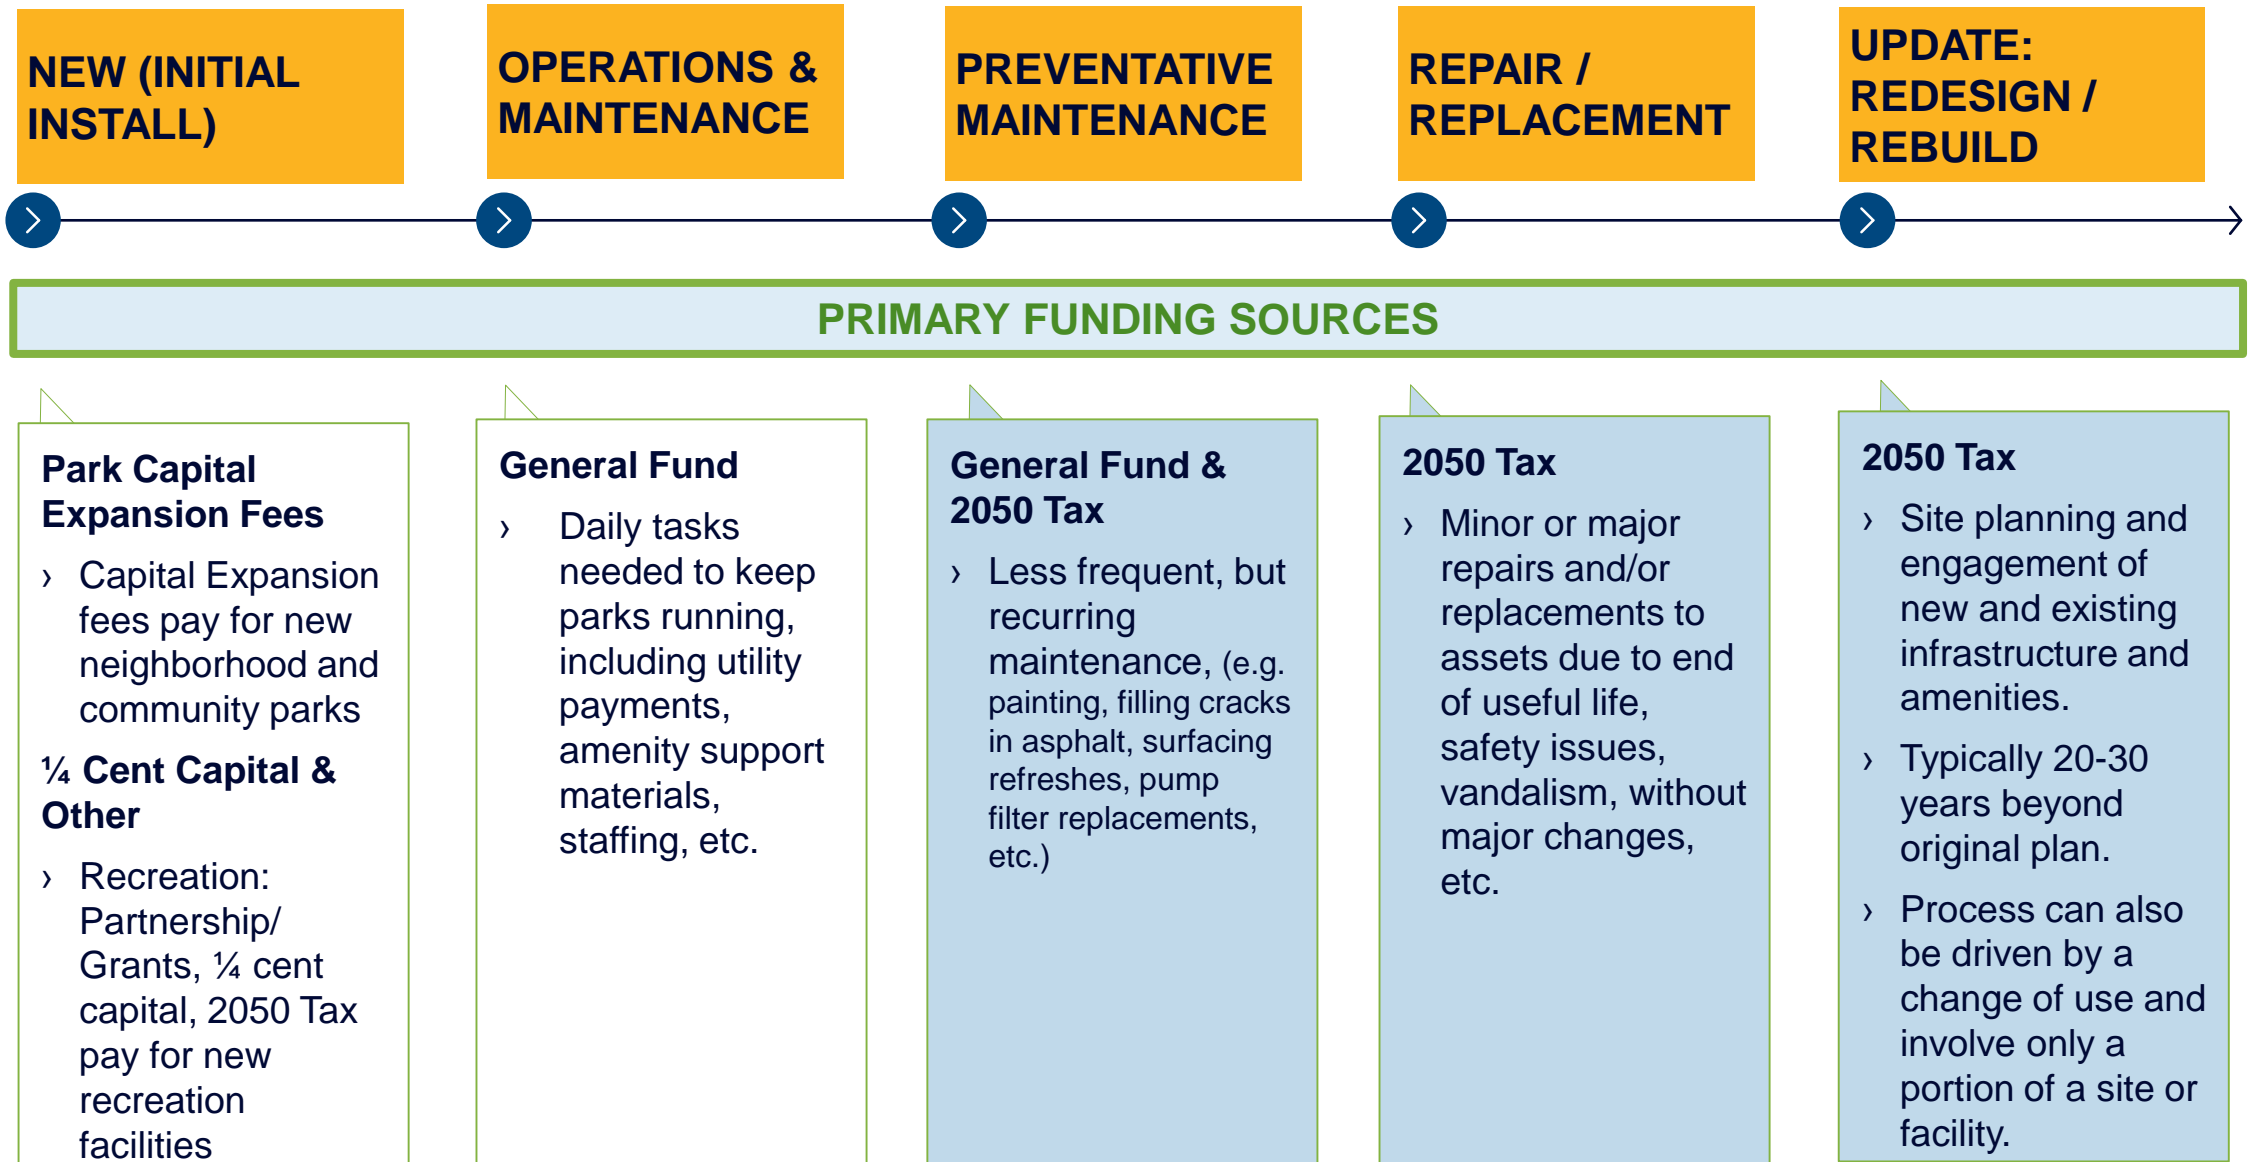 NEW (INITIAL
INSTALL)
OPERATIONS &
MAINTENANCE
PREVENTATIVE
MAINTENANCE
REPAIR /
REPLACEMENT
UPDATE:
REDESIGN /
REBUILD
PRIMARY FUNDING SOURCES
Park Capital
Expansion Fees
› Capital Expansion
fees pay for new
neighborhood and
community parks
¼ Cent Capital &
Other
› Recreation:
Partnership/
Grants, ¼ cent
capital, 2050 Tax
pay for new
recreation
facilities
General Fund
› Daily tasks
needed to keep
parks running,
including utility
payments,
amenity support
materials,
staffing, etc.
General Fund &
2050 Tax
› Less frequent, but
recurring
maintenance, (e.g.
painting, filling cracks
in asphalt, surfacing
refreshes, pump
filter replacements,
etc.)
2050 Tax
› Minor or major
repairs and/or
replacements to
assets due to end
of useful life,
safety issues,
vandalism, without
major changes,
etc.
2050 Tax
› Site planning and
engagement of
new and existing
infrastructure and
amenities.
› Typically 20-30
years beyond
original plan.
› Process can also
be driven by a
change of use and
involve only a
portion of a site or
facility.